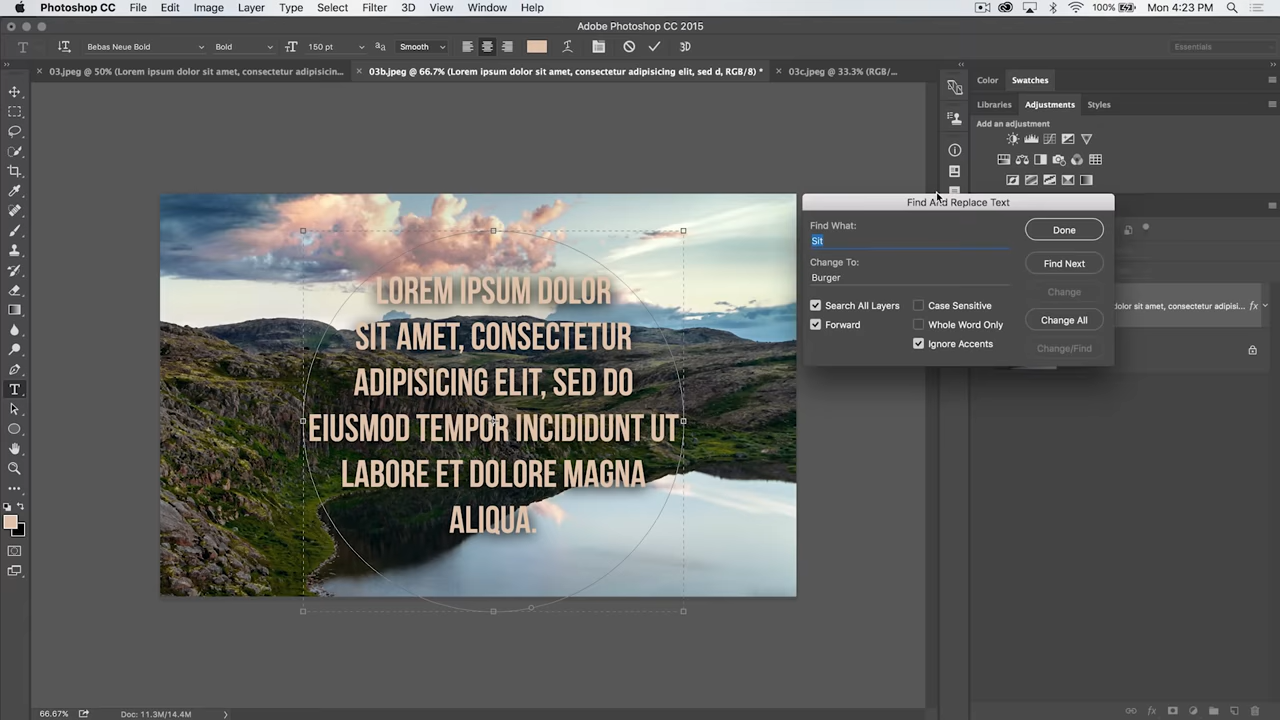 Photoshop CC File Edit Image Layer Type Select Filter 3D View Window Help 100% Mon 4:23 PM
Adobe Photoshop CC 2015
T Bebas Neue Bold Bold 150 pt Smooth 3D Essentials
03.jpeg @ 50% (Lorem ipsum dolor sit amet, consectetur adipisicin... 03b.jpeg @ 66.7% (Lorem ipsum dolor sit amet, consectetur adipisicing elit, sed d, RGB/8) * 03c.jpeg @ 33.3% (RGB/...
Color Swatches
Libraries Adjustments Styles
Add an adjustment
Find And Replace Text
Find What:
Sit
Done
Change To:
Burger
Find Next
Change
Search All Layers Case Sensitive
Forward Whole Word Only
Change All
Ignore Accents
Change/Find
dolor sit amet, consectetur adipisi... fx
LOREM IPSUM DOLOR
SIT AMET, CONSECTETUR
ADIPISICING ELIT, SED DO
EIUSMOD TEMPOR INCIDIDUNT UT
LABORE ET DOLORE MAGNA
ALIQUA.
66.67% Doc: 11.3M/14.4M fx